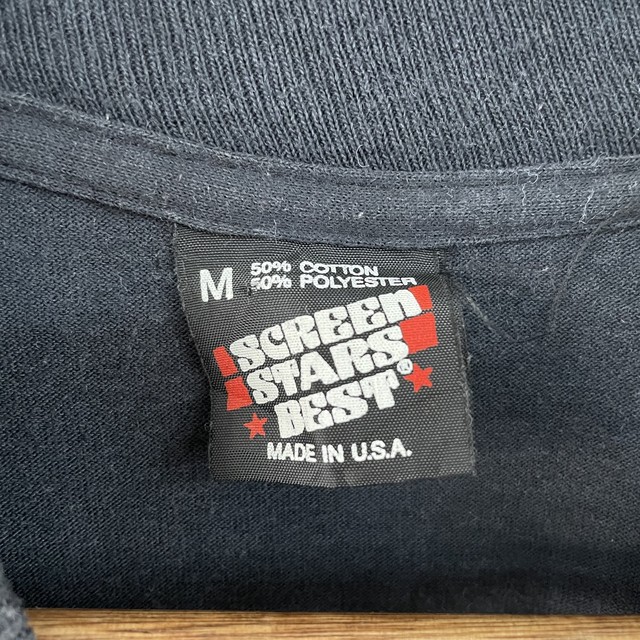 M
50% COTTON
50% POLYESTER
SCREEN
STARS
BEST®
MADE IN U.S.A.